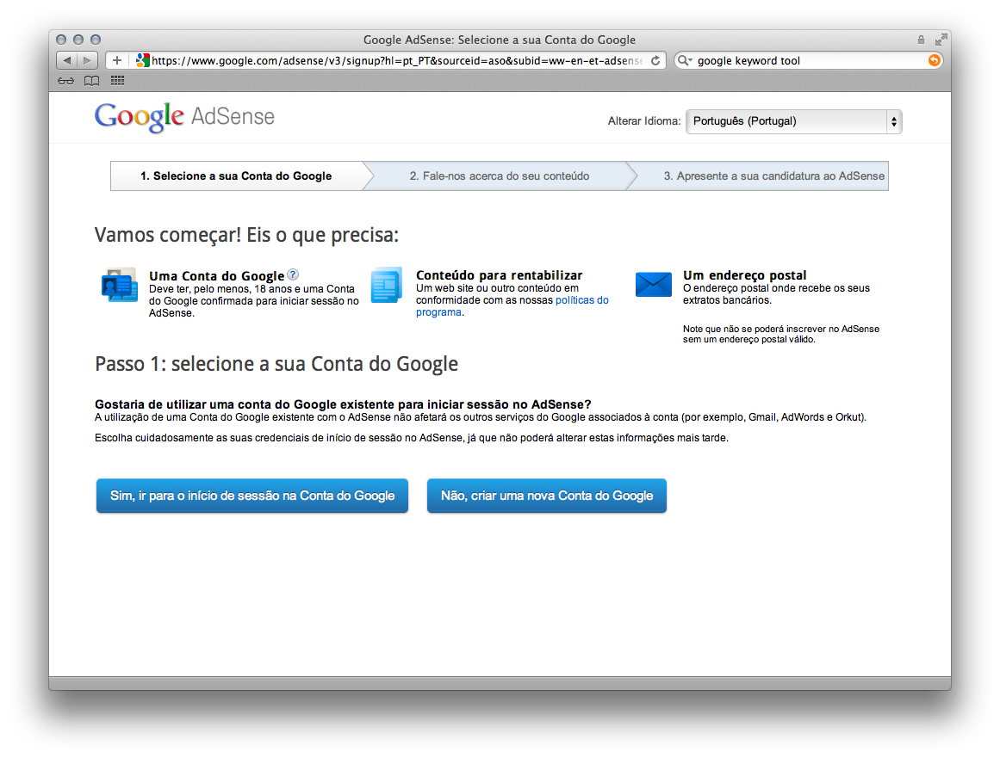 Google AdSense: Selecione a sua Conta do Google
https://www.google.com/adsense/v3/signup?hl=pt_PT&sourceid=aso&subid=ww-en-et-adsense
google keyword tool
Google AdSense
Alterar Idioma: Português (Portugal)
1. Selecione a sua Conta do Google
2. Fale-nos acerca do seu conteúdo
3. Apresente a sua candidatura ao AdSense
Vamos começar! Eis o que precisa:
Uma Conta do Google ?
Deve ter, pelo menos, 18 anos e uma Conta
do Google confirmada para iniciar sessão no
AdSense.
Conteúdo para rentabilizar
Um web site ou outro conteúdo em
conformidade com as nossas políticas do
programa.
Um endereço postal
O endereço postal onde recebe os seus
extratos bancários.
Note que não se poderá inscrever no AdSense
sem um endereço postal válido.
Passo 1: selecione a sua Conta do Google
Gostaria de utilizar uma conta do Google existente para iniciar sessão no AdSense?
A utilização de uma Conta do Google existente com o AdSense não afetará os outros serviços do Google associados à conta (por exemplo, Gmail, AdWords e Orkut).
Escolha cuidadosamente as suas credenciais de início de sessão no AdSense, já que não poderá alterar estas informações mais tarde.
Sim, ir para o início de sessão na Conta do Google
Não, criar uma nova Conta do Google